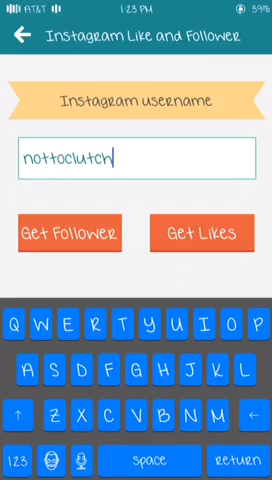 AT&T 1:23 PM 39%
Instagram Like and Follower
Instagram username
nottoclutch
Get Follower Get Likes
Q W E R T Y U I O P
A S D F G H J K L
Z X C V B N M
123 space return